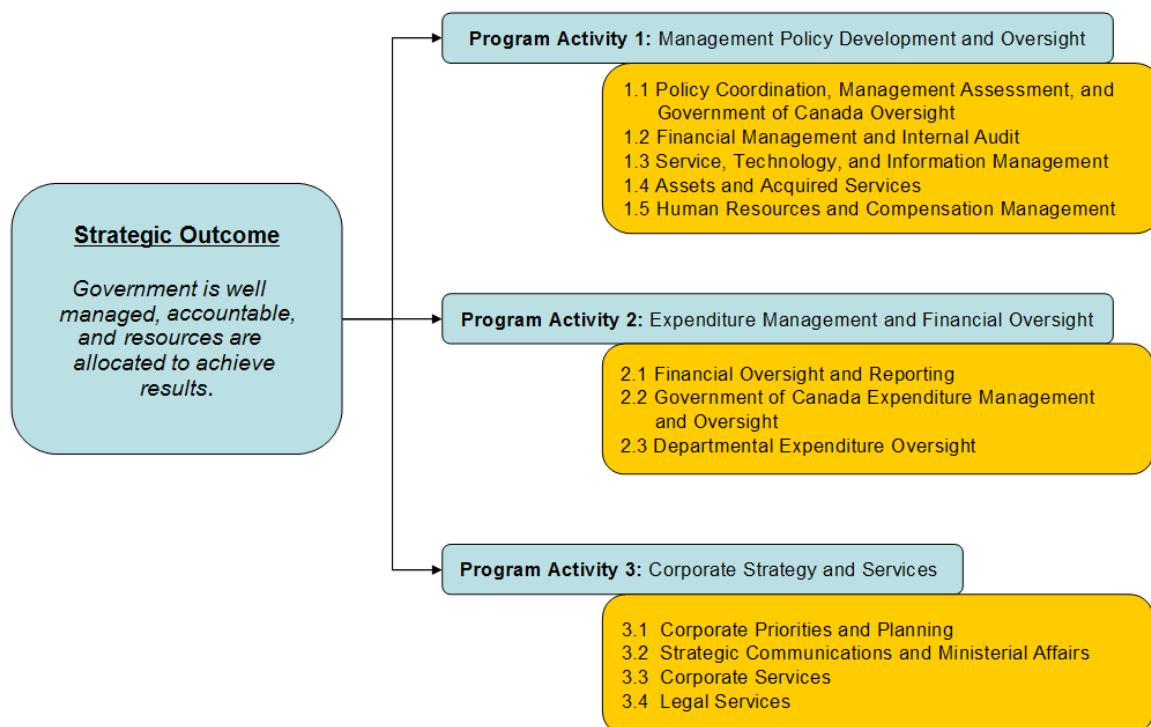 Strategic Outcome
Government is well
managed, accountable,
and resources are
allocated to achieve
results.
Program Activity 1: Management Policy Development and Oversight
1.1 Policy Coordination, Management Assessment, and
Government of Canada Oversight
1.2 Financial Management and Internal Audit
1.3 Service, Technology, and Information Management
1.4 Assets and Acquired Services
1.5 Human Resources and Compensation Management
Program Activity 2: Expenditure Management and Financial Oversight
2.1 Financial Oversight and Reporting
2.2 Government of Canada Expenditure Management
and Oversight
2.3 Departmental Expenditure Oversight
Program Activity 3: Corporate Strategy and Services
3.1 Corporate Priorities and Planning
3.2 Strategic Communications and Ministerial Affairs
3.3 Corporate Services
3.4 Legal Services